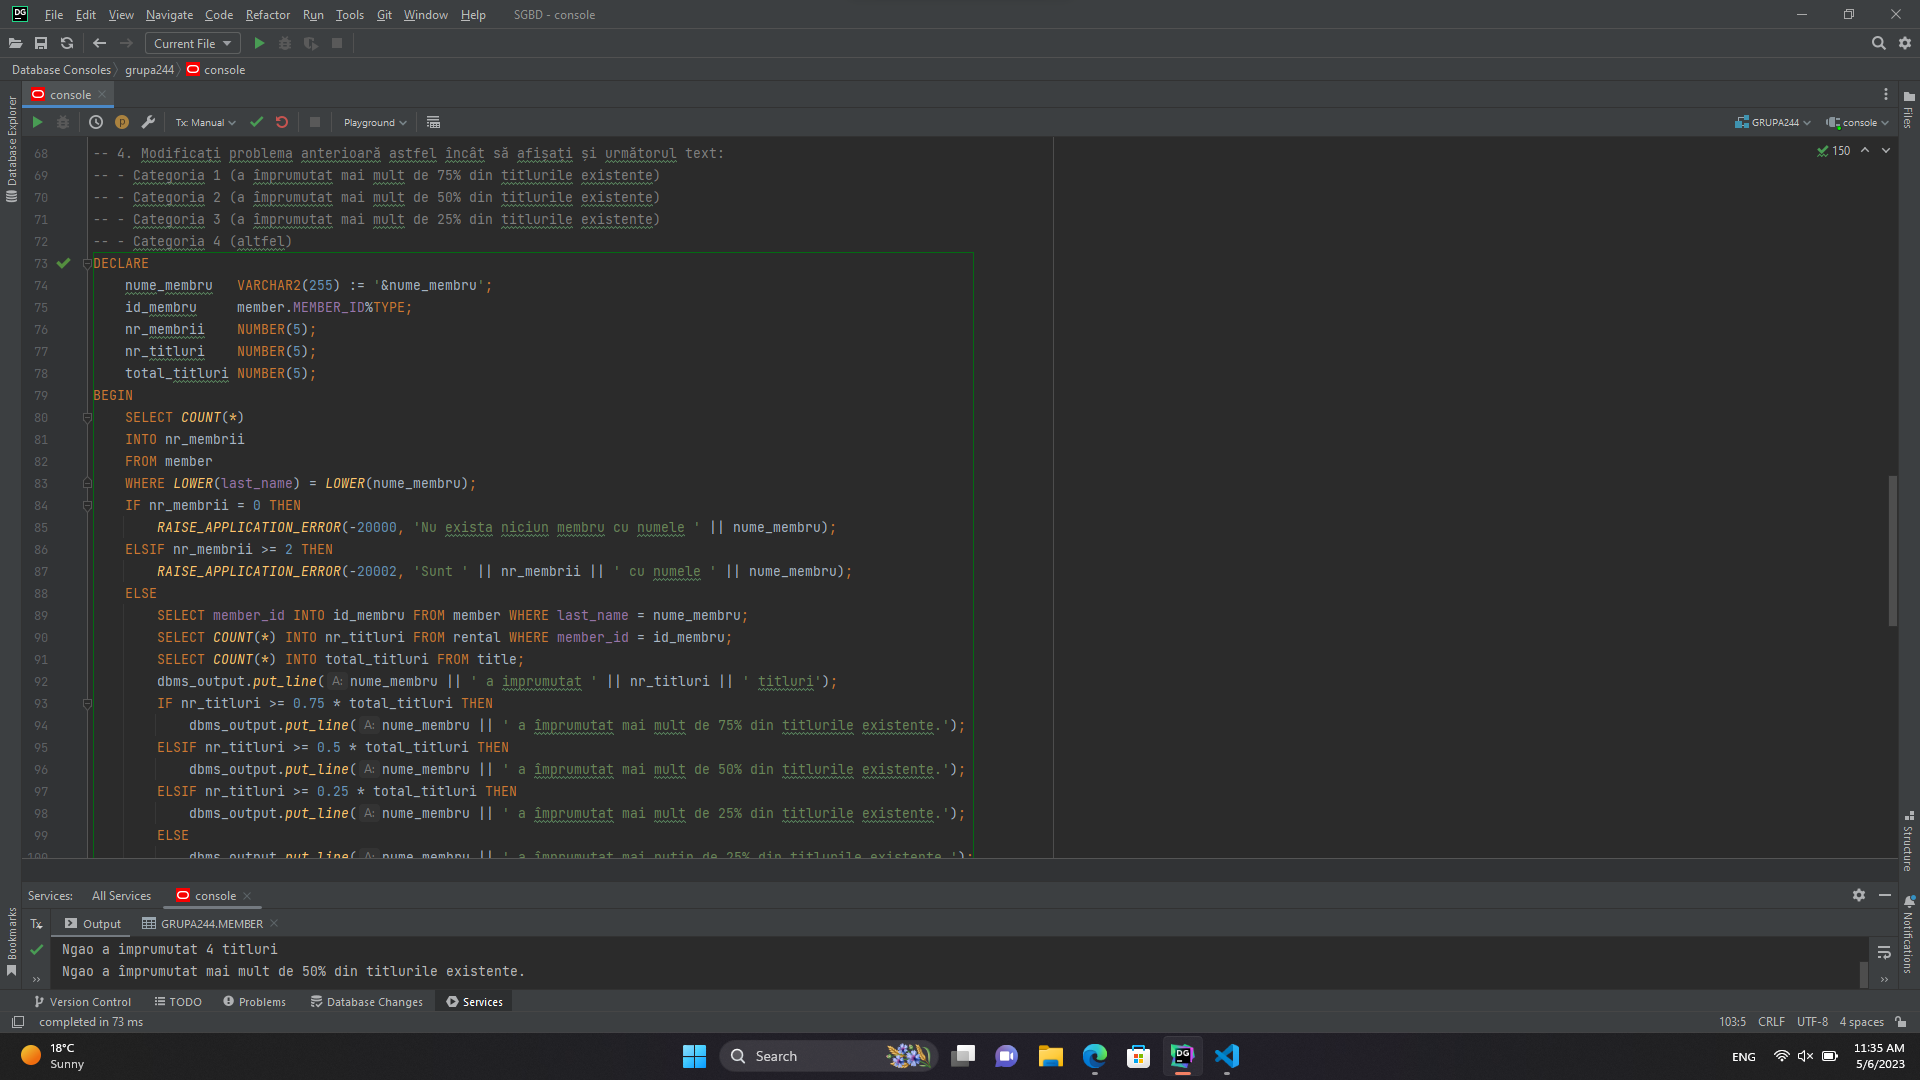 DG File Edit View Navigate Code Refactor Run Tools Git Window Help SGBD - console
Current File
Database Consoles grupa244 console
console
Tx: Manual Playground GRUPA244 console
Database Explorer
Files
150
68 -- 4. Modificați problema anterioară astfel încât să afișați și următorul text:
69 -- - Categoria 1 (a împrumutat mai mult de 75% din titlurile existente)
70 -- - Categoria 2 (a împrumutat mai mult de 50% din titlurile existente)
71 -- - Categoria 3 (a împrumutat mai mult de 25% din titlurile existente)
72 -- - Categoria 4 (altfel)
73 DECLARE
74 nume_membru VARCHAR2(255) := '&nume_membru';
75 id_membru member.MEMBER_ID%TYPE;
76 nr_membrii NUMBER(5);
77 nr_titluri NUMBER(5);
78 total_titluri NUMBER(5);
79 BEGIN
80 SELECT COUNT(*)
81 INTO nr_membrii
82 FROM member
83 WHERE LOWER(last_name) = LOWER(nume_membru);
84 IF nr_membrii = 0 THEN
85 RAISE_APPLICATION_ERROR(-20000, 'Nu exista niciun membru cu numele ' || nume_membru);
86 ELSIF nr_membrii >= 2 THEN
87 RAISE_APPLICATION_ERROR(-20002, 'Sunt ' || nr_membrii || ' cu numele ' || nume_membru);
88 ELSE
89 SELECT member_id INTO id_membru FROM member WHERE last_name = nume_membru;
90 SELECT COUNT(*) INTO nr_titluri FROM rental WHERE member_id = id_membru;
91 SELECT COUNT(*) INTO total_titluri FROM title;
92 dbms_output.put_line( A: nume_membru || ' a imprumutat ' || nr_titluri || ' titluri');
93 IF nr_titluri >= 0.75 * total_titluri THEN
94 dbms_output.put_line( A: nume_membru || ' a împrumutat mai mult de 75% din titlurile existente.');
95 ELSIF nr_titluri >= 0.5 * total_titluri THEN
96 dbms_output.put_line( A: nume_membru || ' a împrumutat mai mult de 50% din titlurile existente.');
97 ELSIF nr_titluri >= 0.25 * total_titluri THEN
98 dbms_output.put_line( A: nume_membru || ' a împrumutat mai mult de 25% din titlurile existente.');
99 ELSE
100 dbms_output.put_line( A: nume_membru || ' a împrumutat mai puțin de 25% din titlurile existente.');
Structure
Services: All Services console
Tx Output GRUPA244.MEMBER
Bookmarks
Notifications
Ngao a imprumutat 4 titluri
Ngao a împrumutat mai mult de 50% din titlurile existente.
Version Control TODO Problems Database Changes Services
completed in 73 ms 103:5 CRLF UTF-8 4 spaces
18°C
Sunny
Search
DG
ENG
11:35 AM
5/6/2023